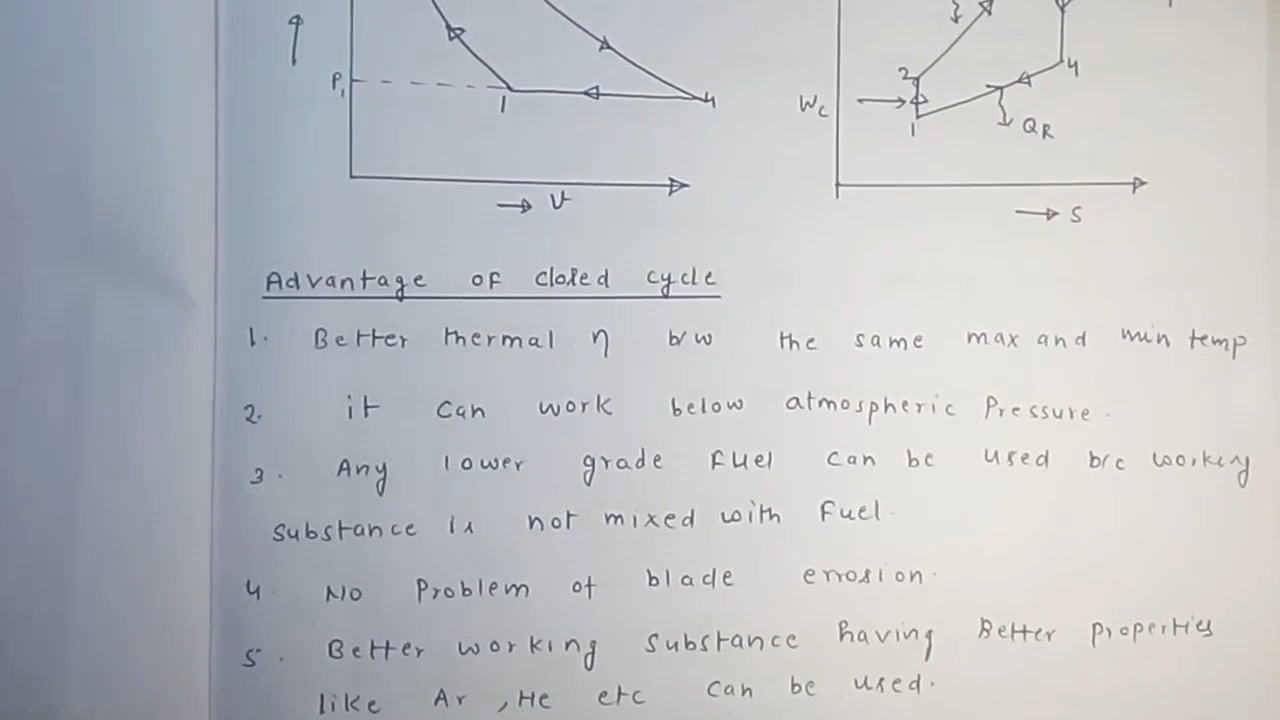 P1
1
4
→ V
2
4
Wc
1
QR
→ S
Advantage of closed cycle
1. Better thermal η b/w the same max and min temp
2. it can work below atmospheric Pressure.
3. Any lower grade Fuel can be used b/c working
substance is not mixed with Fuel.
4 No Problem of blade errosion.
5. Better working substance having Better properties
like Ar, He etc can be used.